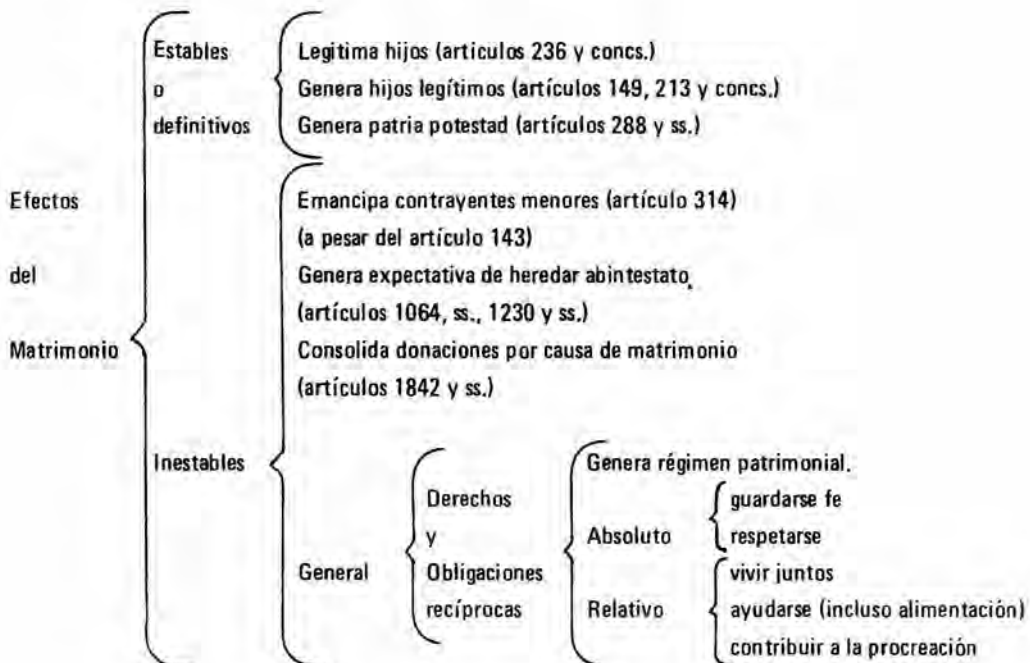 Efectos
del
Matrimonio
Estables
o
definitivos
Legitima hijos (articulos 236 y concs.)
Genera hijos legítimos (artículos 149, 213 y concs.)
Genera patria potestad (artículos 288 y ss.)
Inestables
Emancipa contrayentes menores (artículo 314)
(a pesar del artículo 143)
Genera expectativa de heredar abintestato.
(artículos 1064, ss., 1230 y ss.)
Consolida donaciones por causa de matrimonio
(artículos 1842 y ss.)
General
Derechos
y
Obligaciones
recíprocas
Genera régimen patrimonial.
Absoluto
guardarse fe
respetarse
Relativo
vivir juntos
ayudarse (incluso alimentación)
contribuir a la procreación